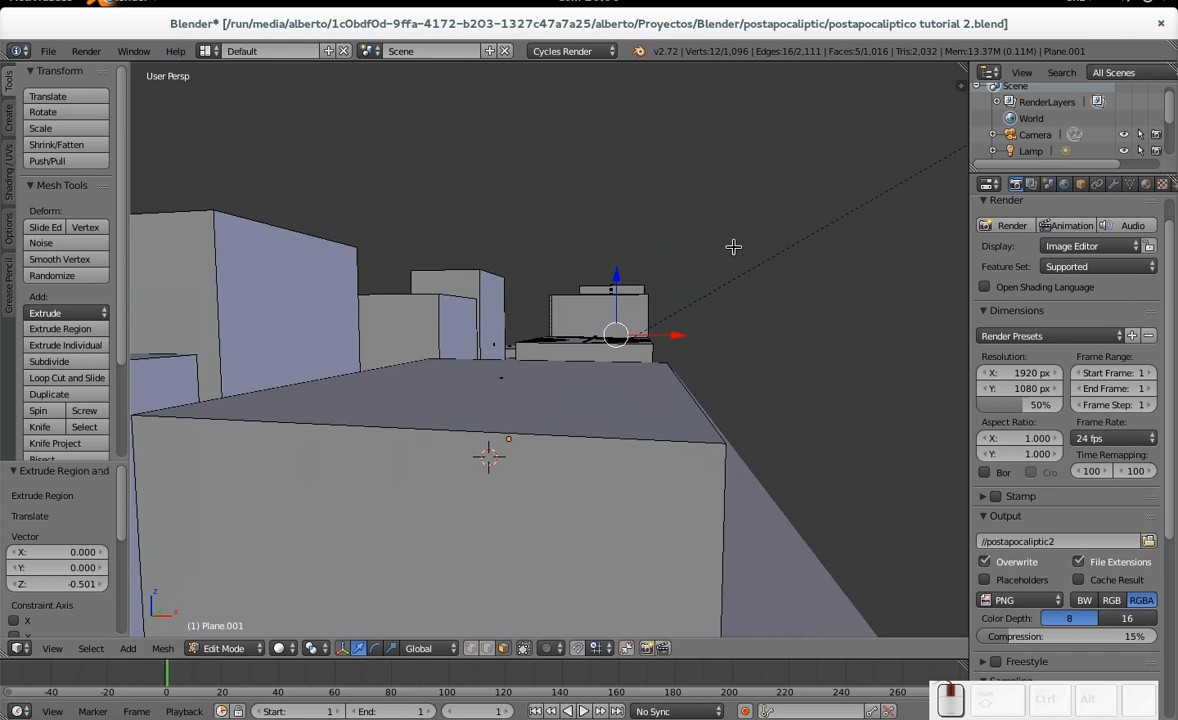 Blender* [/run/media/alberto/1c0bdf0d-9ffa-4172-b203-1327c47a7a25/alberto/Proyectos/Blender/postapocaliptic/postapocaliptico tutorial 2.blend]
File Render Window Help Default Scene Cycles Render v2.72 | Verts:12/1,096 | Edges:16/2,111 | Faces:5/1,016 | Tris:2,032 | Mem:13.37M (0.11M) | Plane.001
Tools
Create
Shading / UVs
Options
Grease Pencil
Transform
Translate
Rotate
Scale
Shrink/Fatten
Push/Pull
Mesh Tools
Deform:
Slide Ed Vertex
Noise
Smooth Vertex
Randomize
Add:
Extrude
Extrude Region
Extrude Individual
Subdivide
Loop Cut and Slide
Duplicate
Spin Screw
Knife Select
Knife Project
Extrude Region and
Extrude Region
Translate
Vector
X: 0.000
Y: 0.000
Z: -0.501
Constraint Axis
X
User Persp
z
x
(1) Plane.001
View Select Add Mesh Edit Mode Global
-40 -20 0 20 40 60 80 100 120 140 160 180 200 220 240 260
View Marker Frame Playback Start: 1 End: 1 1 No Sync
View Search All Scenes
Scene
RenderLayers
World
Camera
Lamp
Render
Render Animation Audio
Display: Image Editor
Feature Set: Supported
Open Shading Language
Dimensions
Render Presets
Resolution: Frame Range:
X: 1920 px Start Frame: 1
Y: 1080 px End Frame: 1
50% Frame Step: 1
Aspect Ratio: Frame Rate:
X: 1.000 24 fps
Y: 1.000 Time Remapping:
Bor Cro 100 100
Stamp
Output
//postapocaliptic2
Overwrite File Extensions
Placeholders Cache Result
PNG BW RGB RGBA
Color Depth: 8 16
Compression: 15%
Freestyle
Ctrl Alt